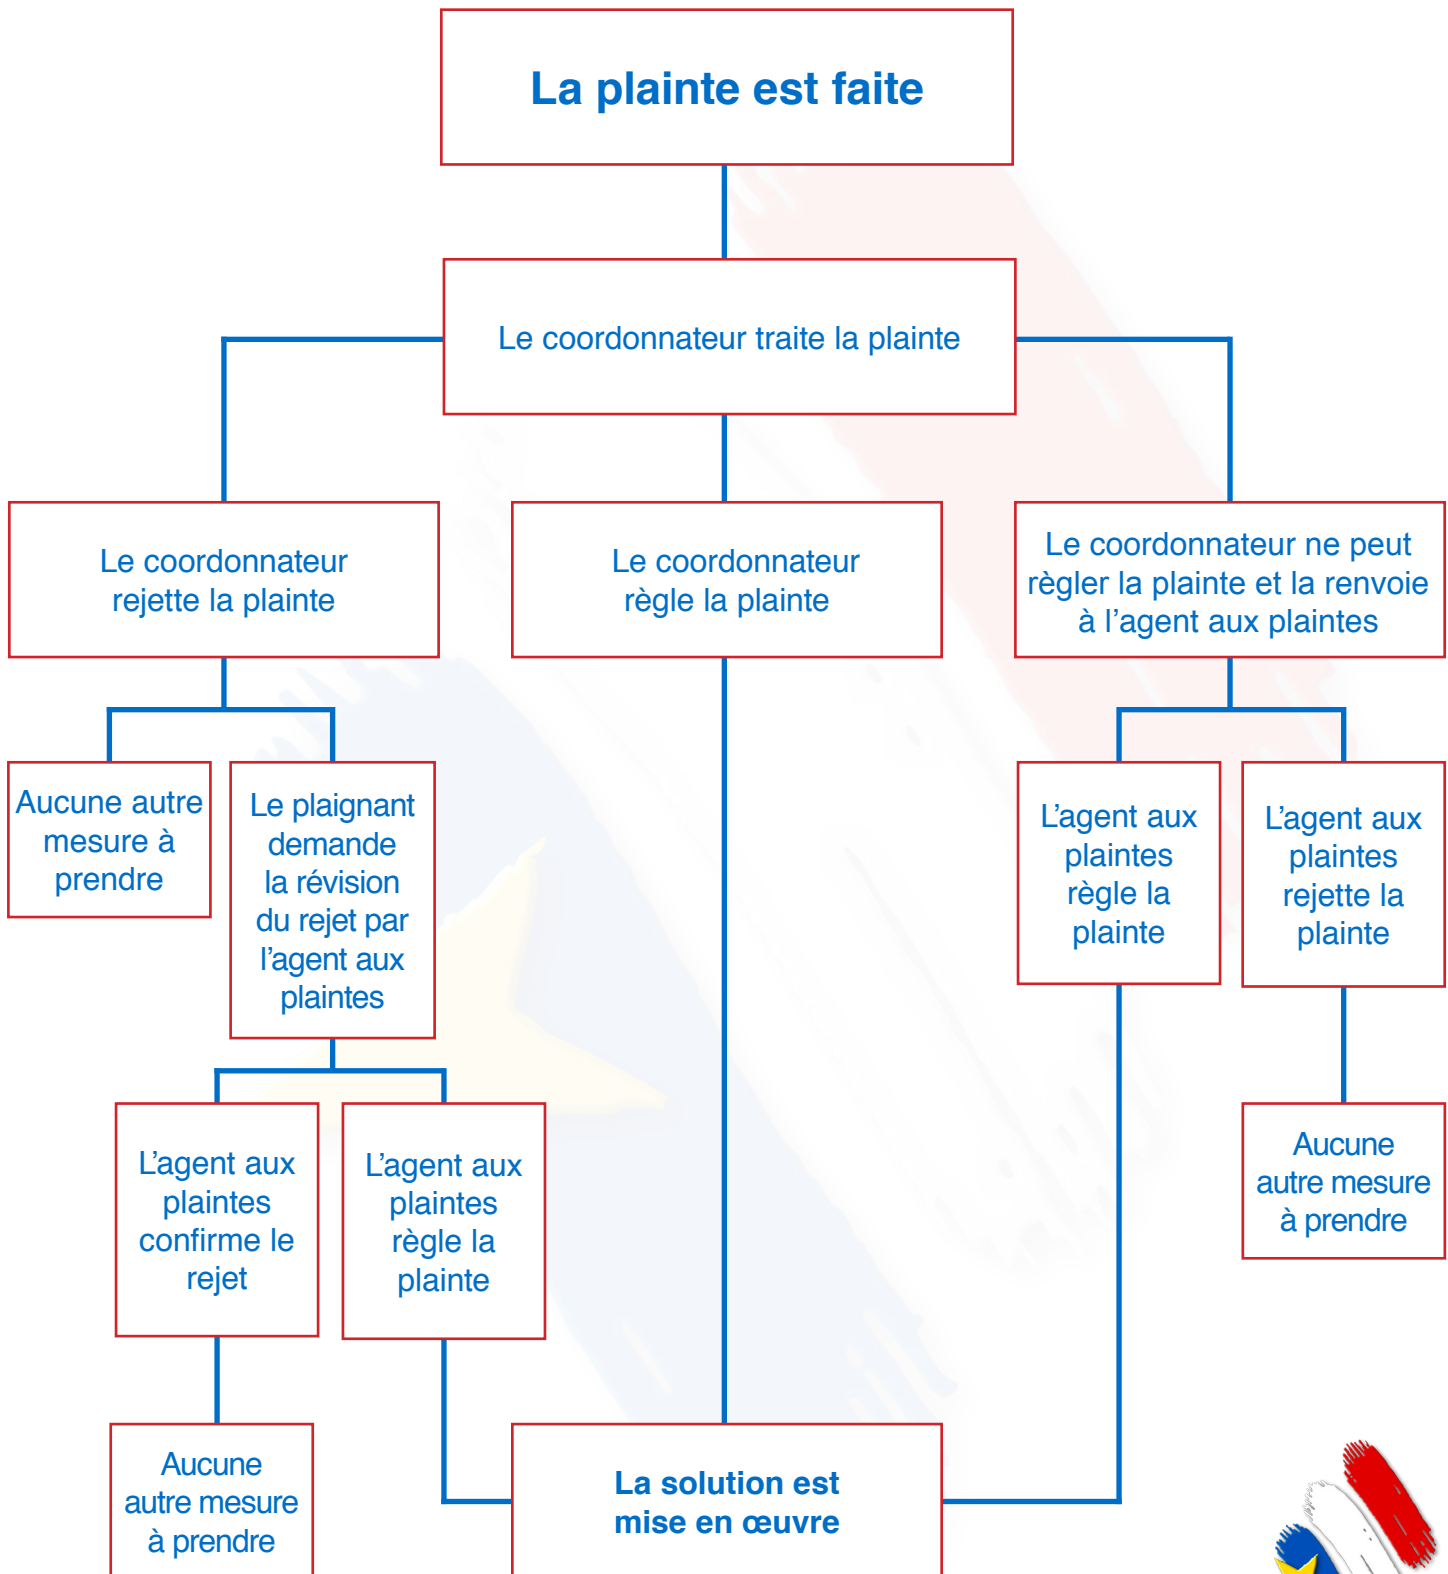 La plainte est faite
Le coordonnateur traite la plainte
Le coordonnateur
rejette la plainte
Le coordonnateur
règle la plainte
Le coordonnateur ne peut
règler la plainte et la renvoie
à l’agent aux plaintes
Aucune autre
mesure à
prendre
Le plaignant
demande
la révision
du rejet par
l’agent aux
plaintes
L’agent aux
plaintes
règle la
plainte
L’agent aux
plaintes
rejette la
plainte
L’agent aux
plaintes
confirme le
rejet
L’agent aux
plaintes
règle la
plainte
Aucune
autre mesure
à prendre
Aucune
autre mesure
à prendre
La solution est
mise en œuvre